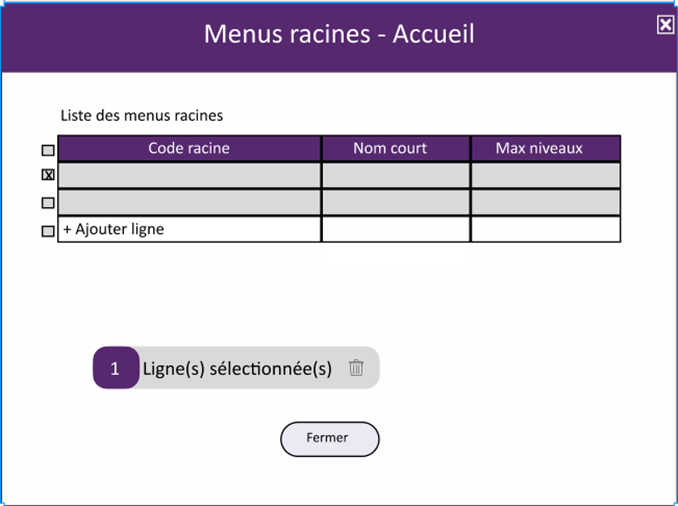 Menus racines - Accueil
Liste des menus racines
Code racine Nom court Max niveaux
X
+ Ajouter ligne
1 Ligne(s) sélectionnée(s)
Fermer